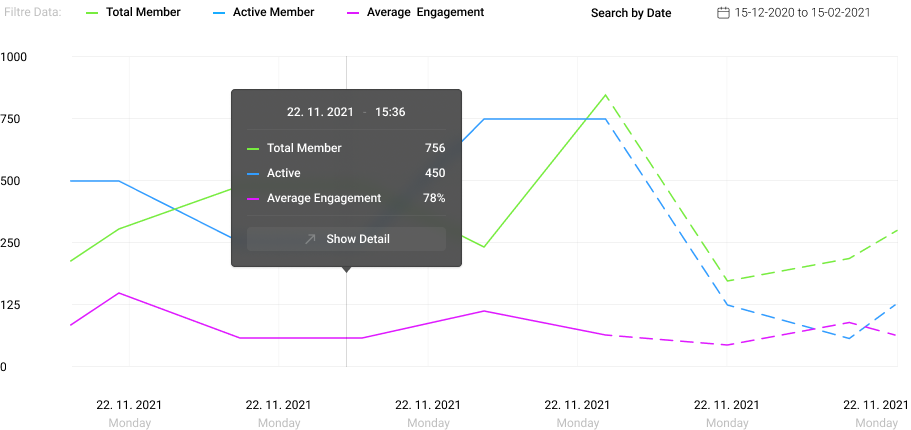 Filtre Data: Total Member Active Member Average Engagement Search by Date 15-12-2020 to 15-02-2021
1000
750
500
250
125
0
22. 11. 2021 - 15:36
Total Member 756
Active 450
Average Engagement 78%
Show Detail
22. 11. 2021 22. 11. 2021 22. 11. 2021 22. 11. 2021 22. 11. 2021 22. 11. 2021
Monday Monday Monday Monday Monday Monday